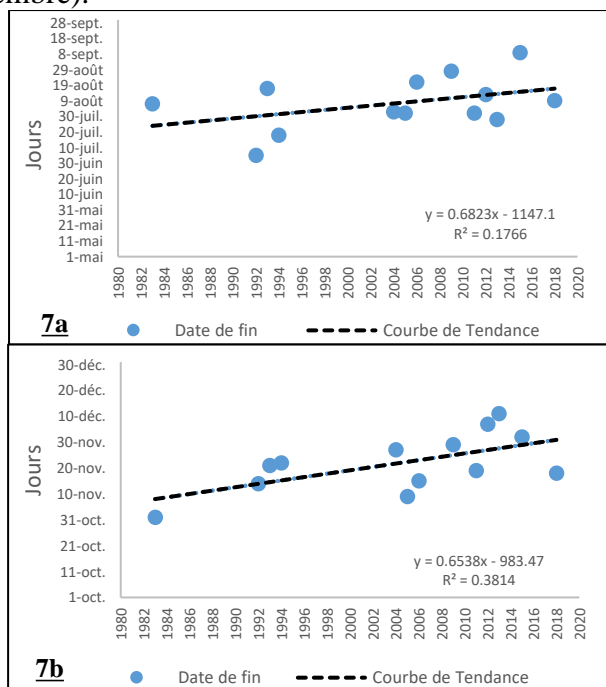 embre).
28-sept.
18-sept.
8-sept.
29-août
19-août
9-août
30-juil.
20-juil.
10-juil.
30-juin
20-juin
10-juin
31-mai
21-mai
11-mai
1-mai
Jours
y = 0.6823x - 1147.1
R² = 0.1766
1980 1982 1984 1986 1988 1990 1992 1994 1996 1998 2000 2002 2004 2006 2008 2010 2012 2014 2016 2018 2020
7a
Date de fin Courbe de Tendance
30-déc.
20-déc.
10-déc.
30-nov.
20-nov.
10-nov.
31-oct.
21-oct.
11-oct.
1-oct.
Jours
y = 0.6538x - 983.47
R² = 0.3814
1980 1982 1984 1986 1988 1990 1992 1994 1996 1998 2000 2002 2004 2006 2008 2010 2012 2014 2016 2018 2020
7b
Date de fin Courbe de Tendance